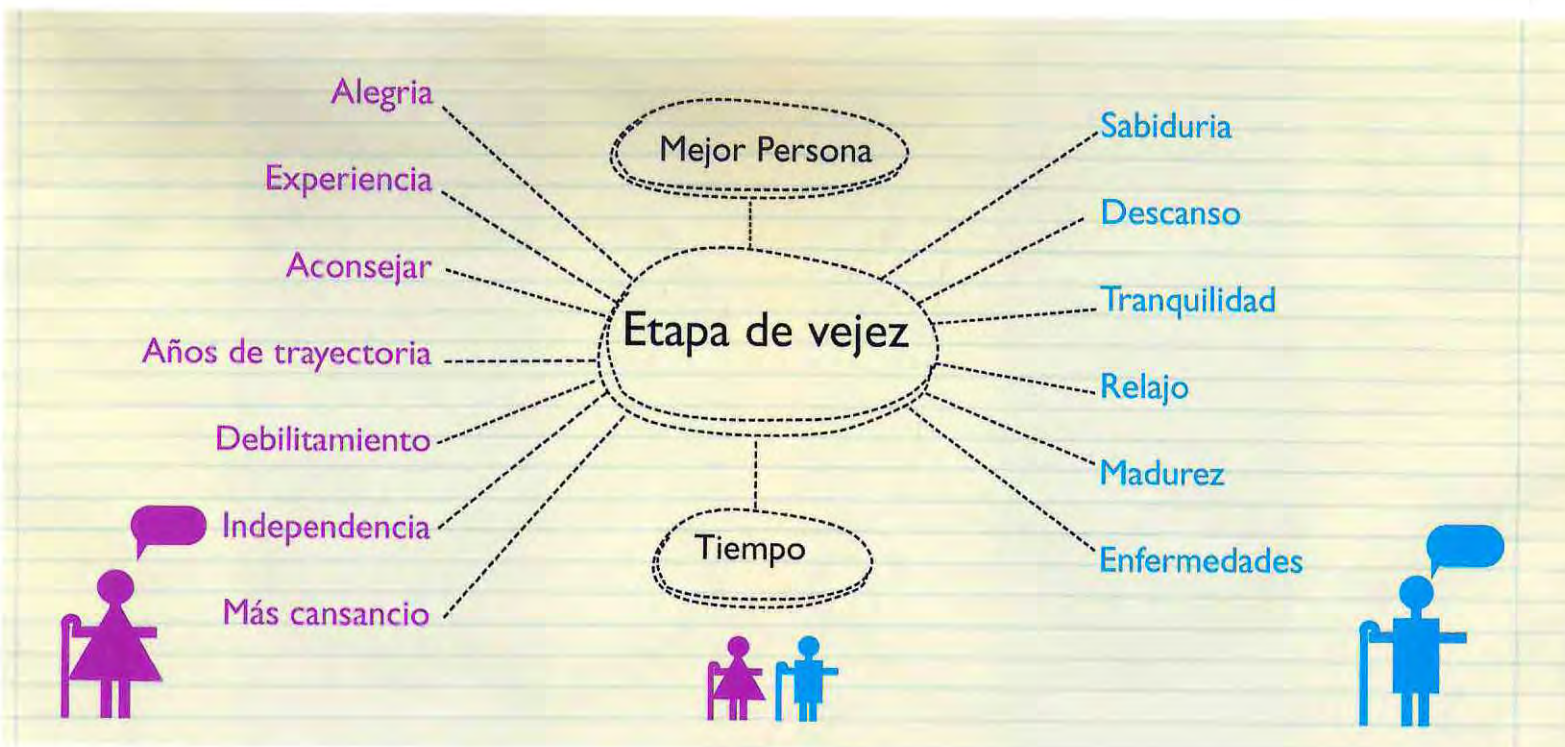 Alegria
Experiencia
Aconsejar
Años de trayectoria
Debilitamiento
Independencia
Más cansancio
Mejor Persona
Etapa de vejez
Tiempo
Sabiduria
Descanso
Tranquilidad
Relajo
Madurez
Enfermedades